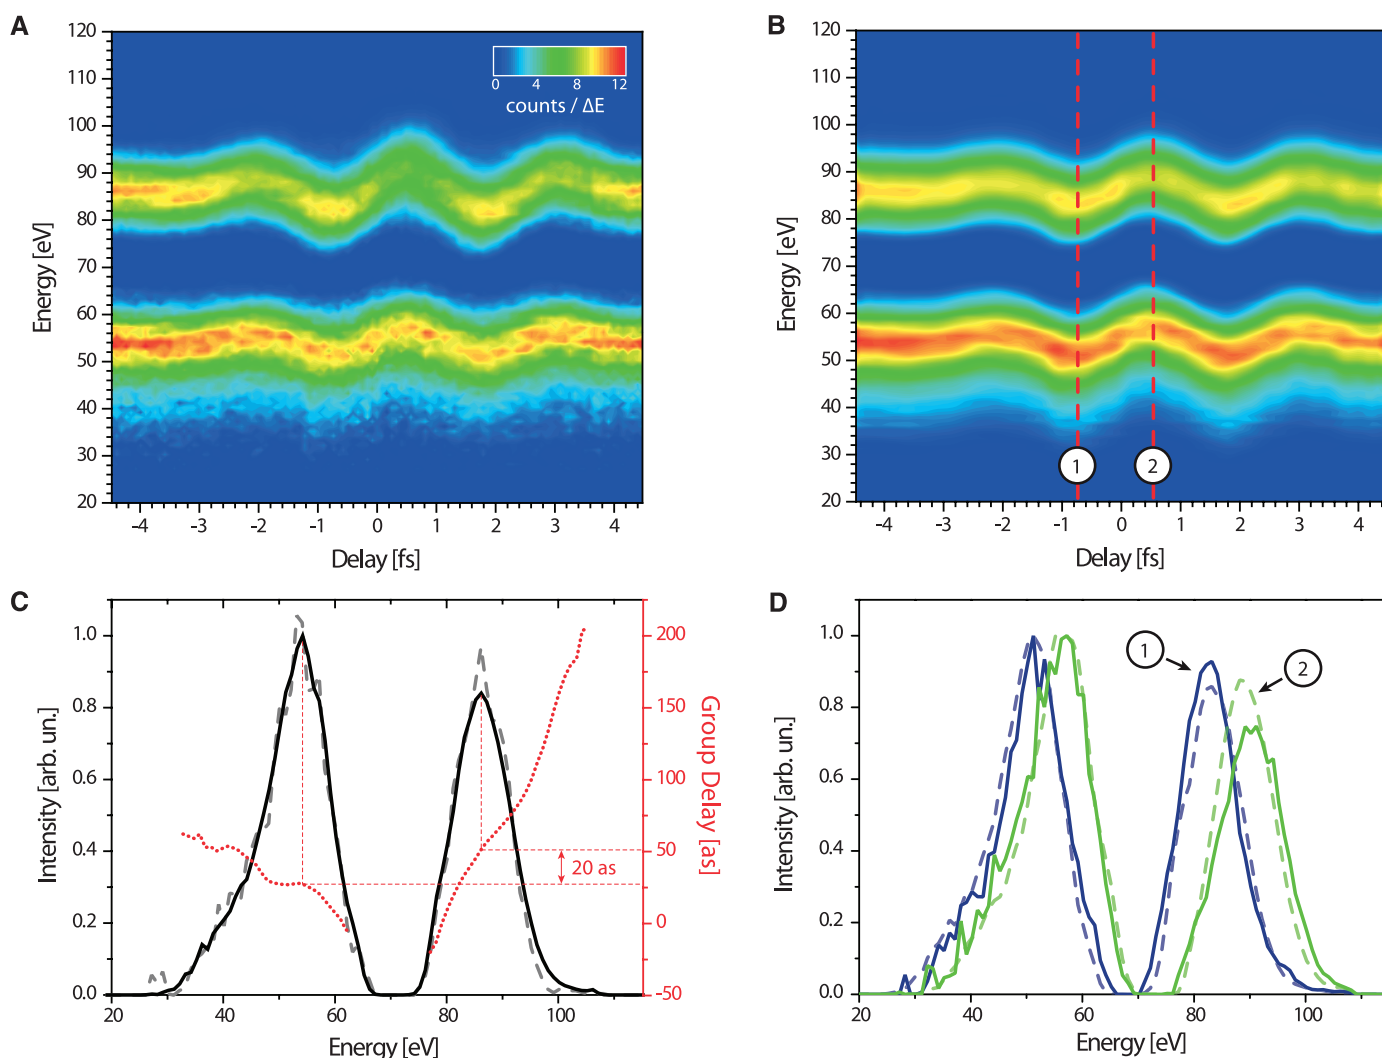 A
120
110
100
90
80
70
60
50
40
30
20
Energy [eV]
0 4 8 12
counts / ΔE
-4 -3 -2 -1 0 1 2 3 4
Delay [fs]
B
120
110
100
90
80
70
60
50
40
30
20
Energy [eV]
1 2
-4 -3 -2 -1 0 1 2 3 4
Delay [fs]
C
1.0
0.8
0.6
0.4
0.2
0.0
Intensity [arb. un.]
20 as
200
150
100
50
0
-50
Group Delay [as]
20 40 60 80 100
Energy [eV]
D
1.0
0.8
0.6
0.4
0.2
0.0
Intensity [arb. un.]
1 2
20 40 60 80 100
Energy [eV]